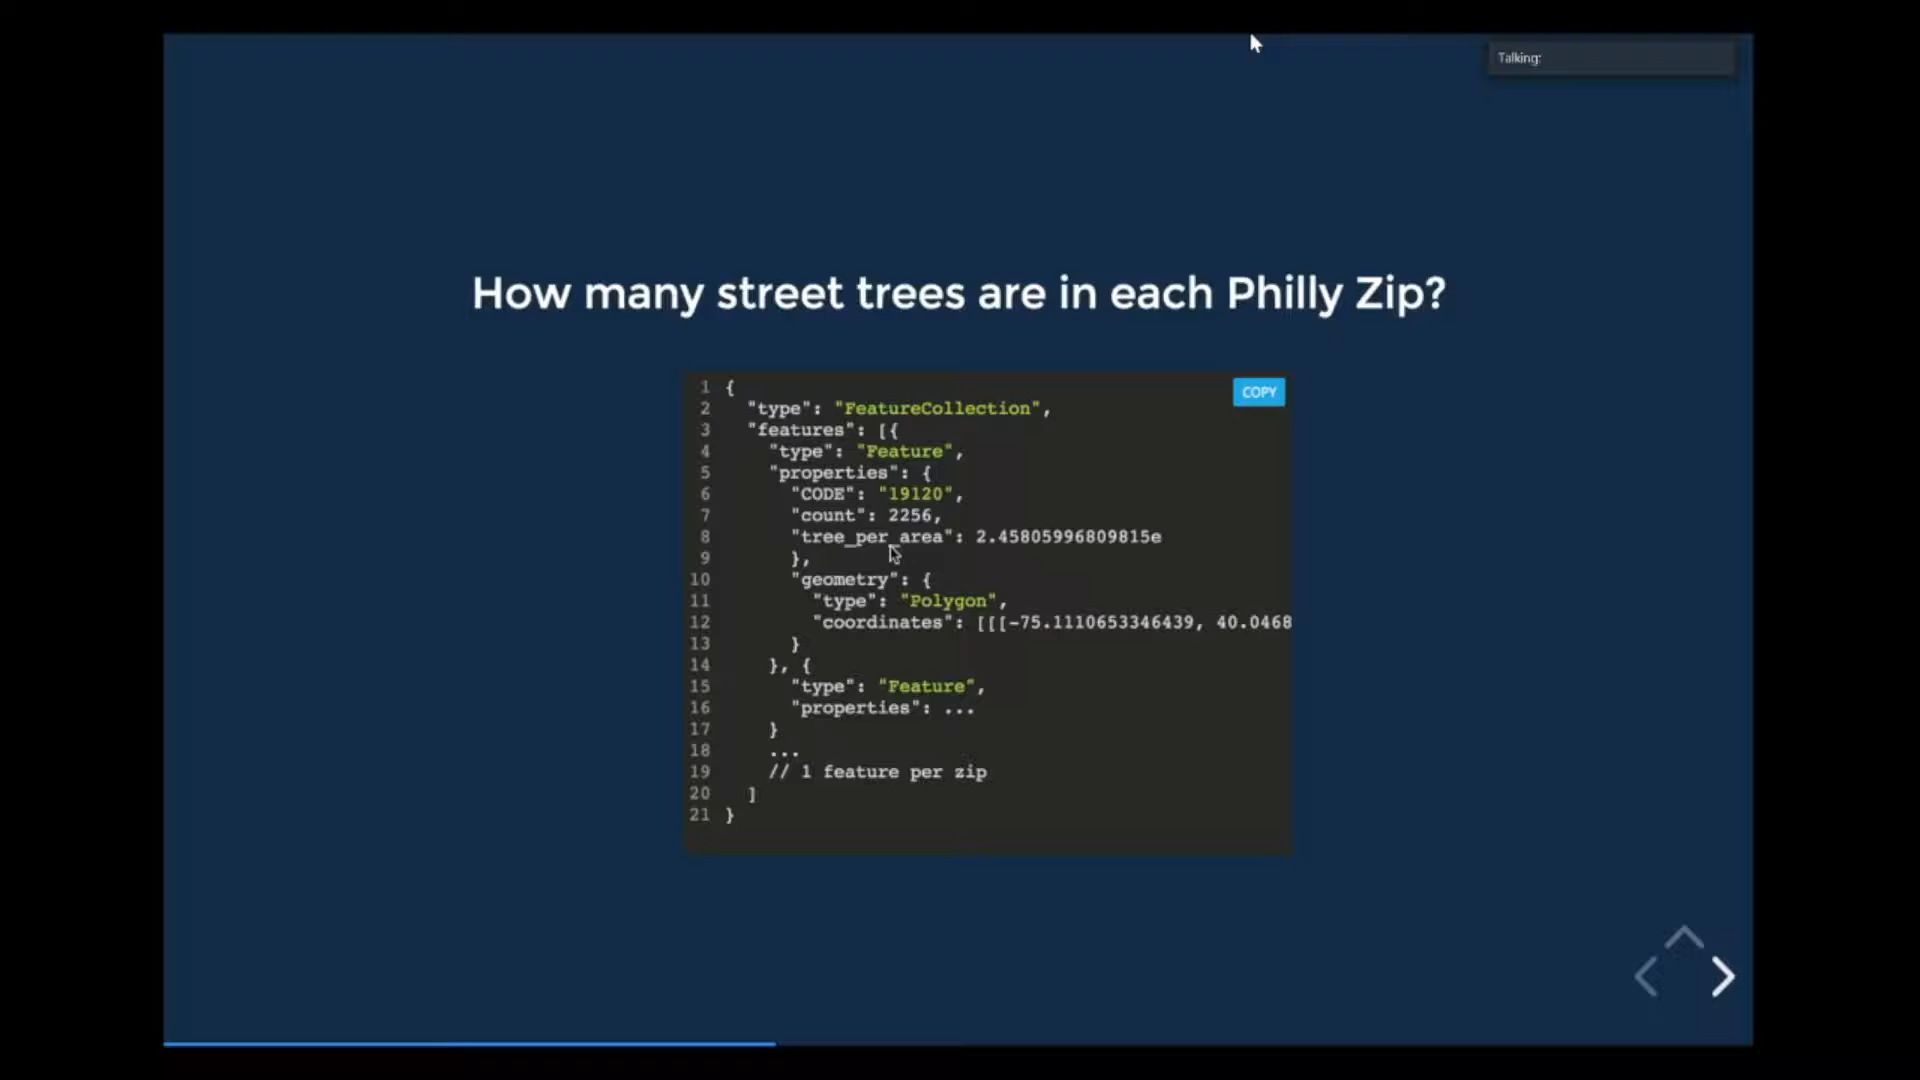 Talking:
How many street trees are in each Philly Zip?
COPY
1 {
2 "type": "FeatureCollection",
3 "features": [{
4 "type": "Feature",
5 "properties": {
6 "CODE": "19120",
7 "count": 2256,
8 "tree_per_area": 2.45805996809815e
9 },
10 "geometry": {
11 "type": "Polygon",
12 "coordinates": [[[-75.1110653346439, 40.0468
13 }
14 }, {
15 "type": "Feature",
16 "properties": ...
17 }
18 ...
19 // 1 feature per zip
20 ]
21 }